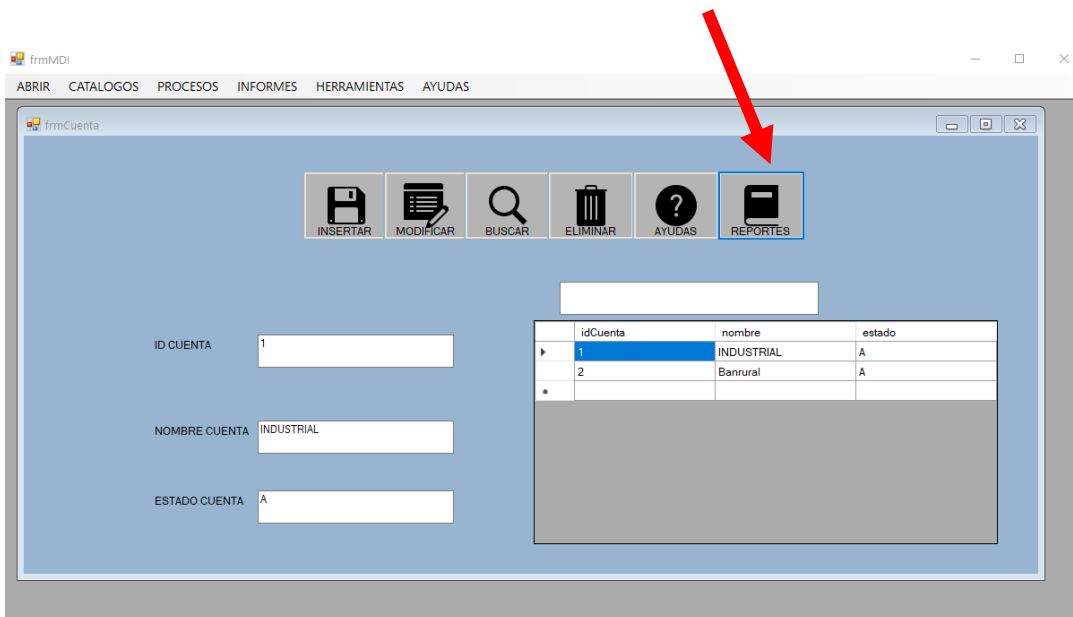 frmMDI
ABRIR CATALOGOS PROCESOS INFORMES HERRAMIENTAS AYUDAS
frmCuenta
INSERTAR MODIFICAR BUSCAR ELIMINAR AYUDAS REPORTES
idCuenta nombre estado
ID CUENTA 1
1 INDUSTRIAL A
2 Banrural A
NOMBRE CUENTA INDUSTRIAL
ESTADO CUENTA A